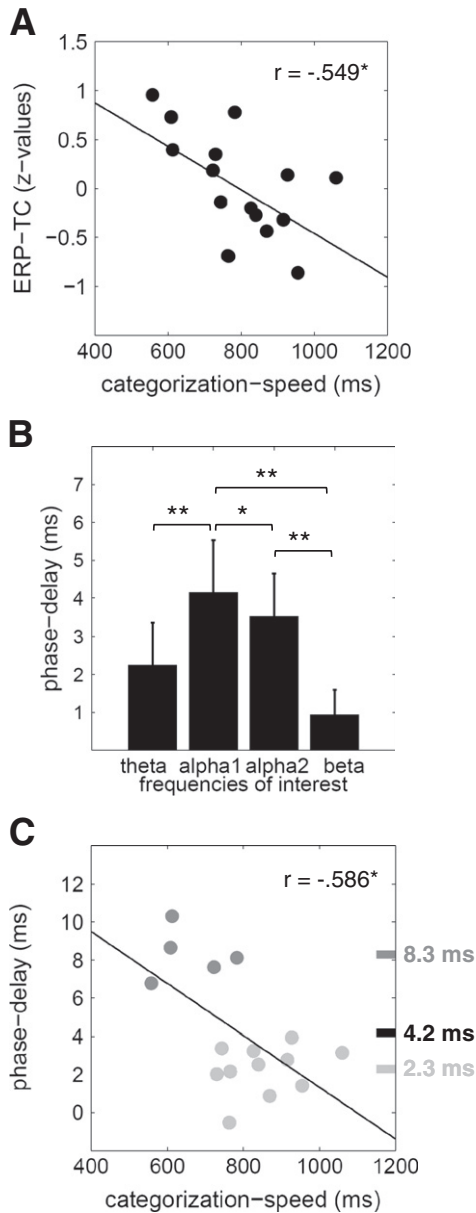 A
1.5
r = -.549*
1
0.5
0
−0.5
−1
ERP−TC (z−values)
400 600 800 1000 1200
categorization−speed (ms)
B
7
6
5
4
3
2
1
phase−delay (ms)
** * ** **
theta alpha1 alpha2 beta
frequencies of interest
C
12
10
8
6
4
2
0
phase−delay (ms)
r = -.586*
8.3 ms
4.2 ms
2.3 ms
400 600 800 1000 1200
categorization−speed (ms)